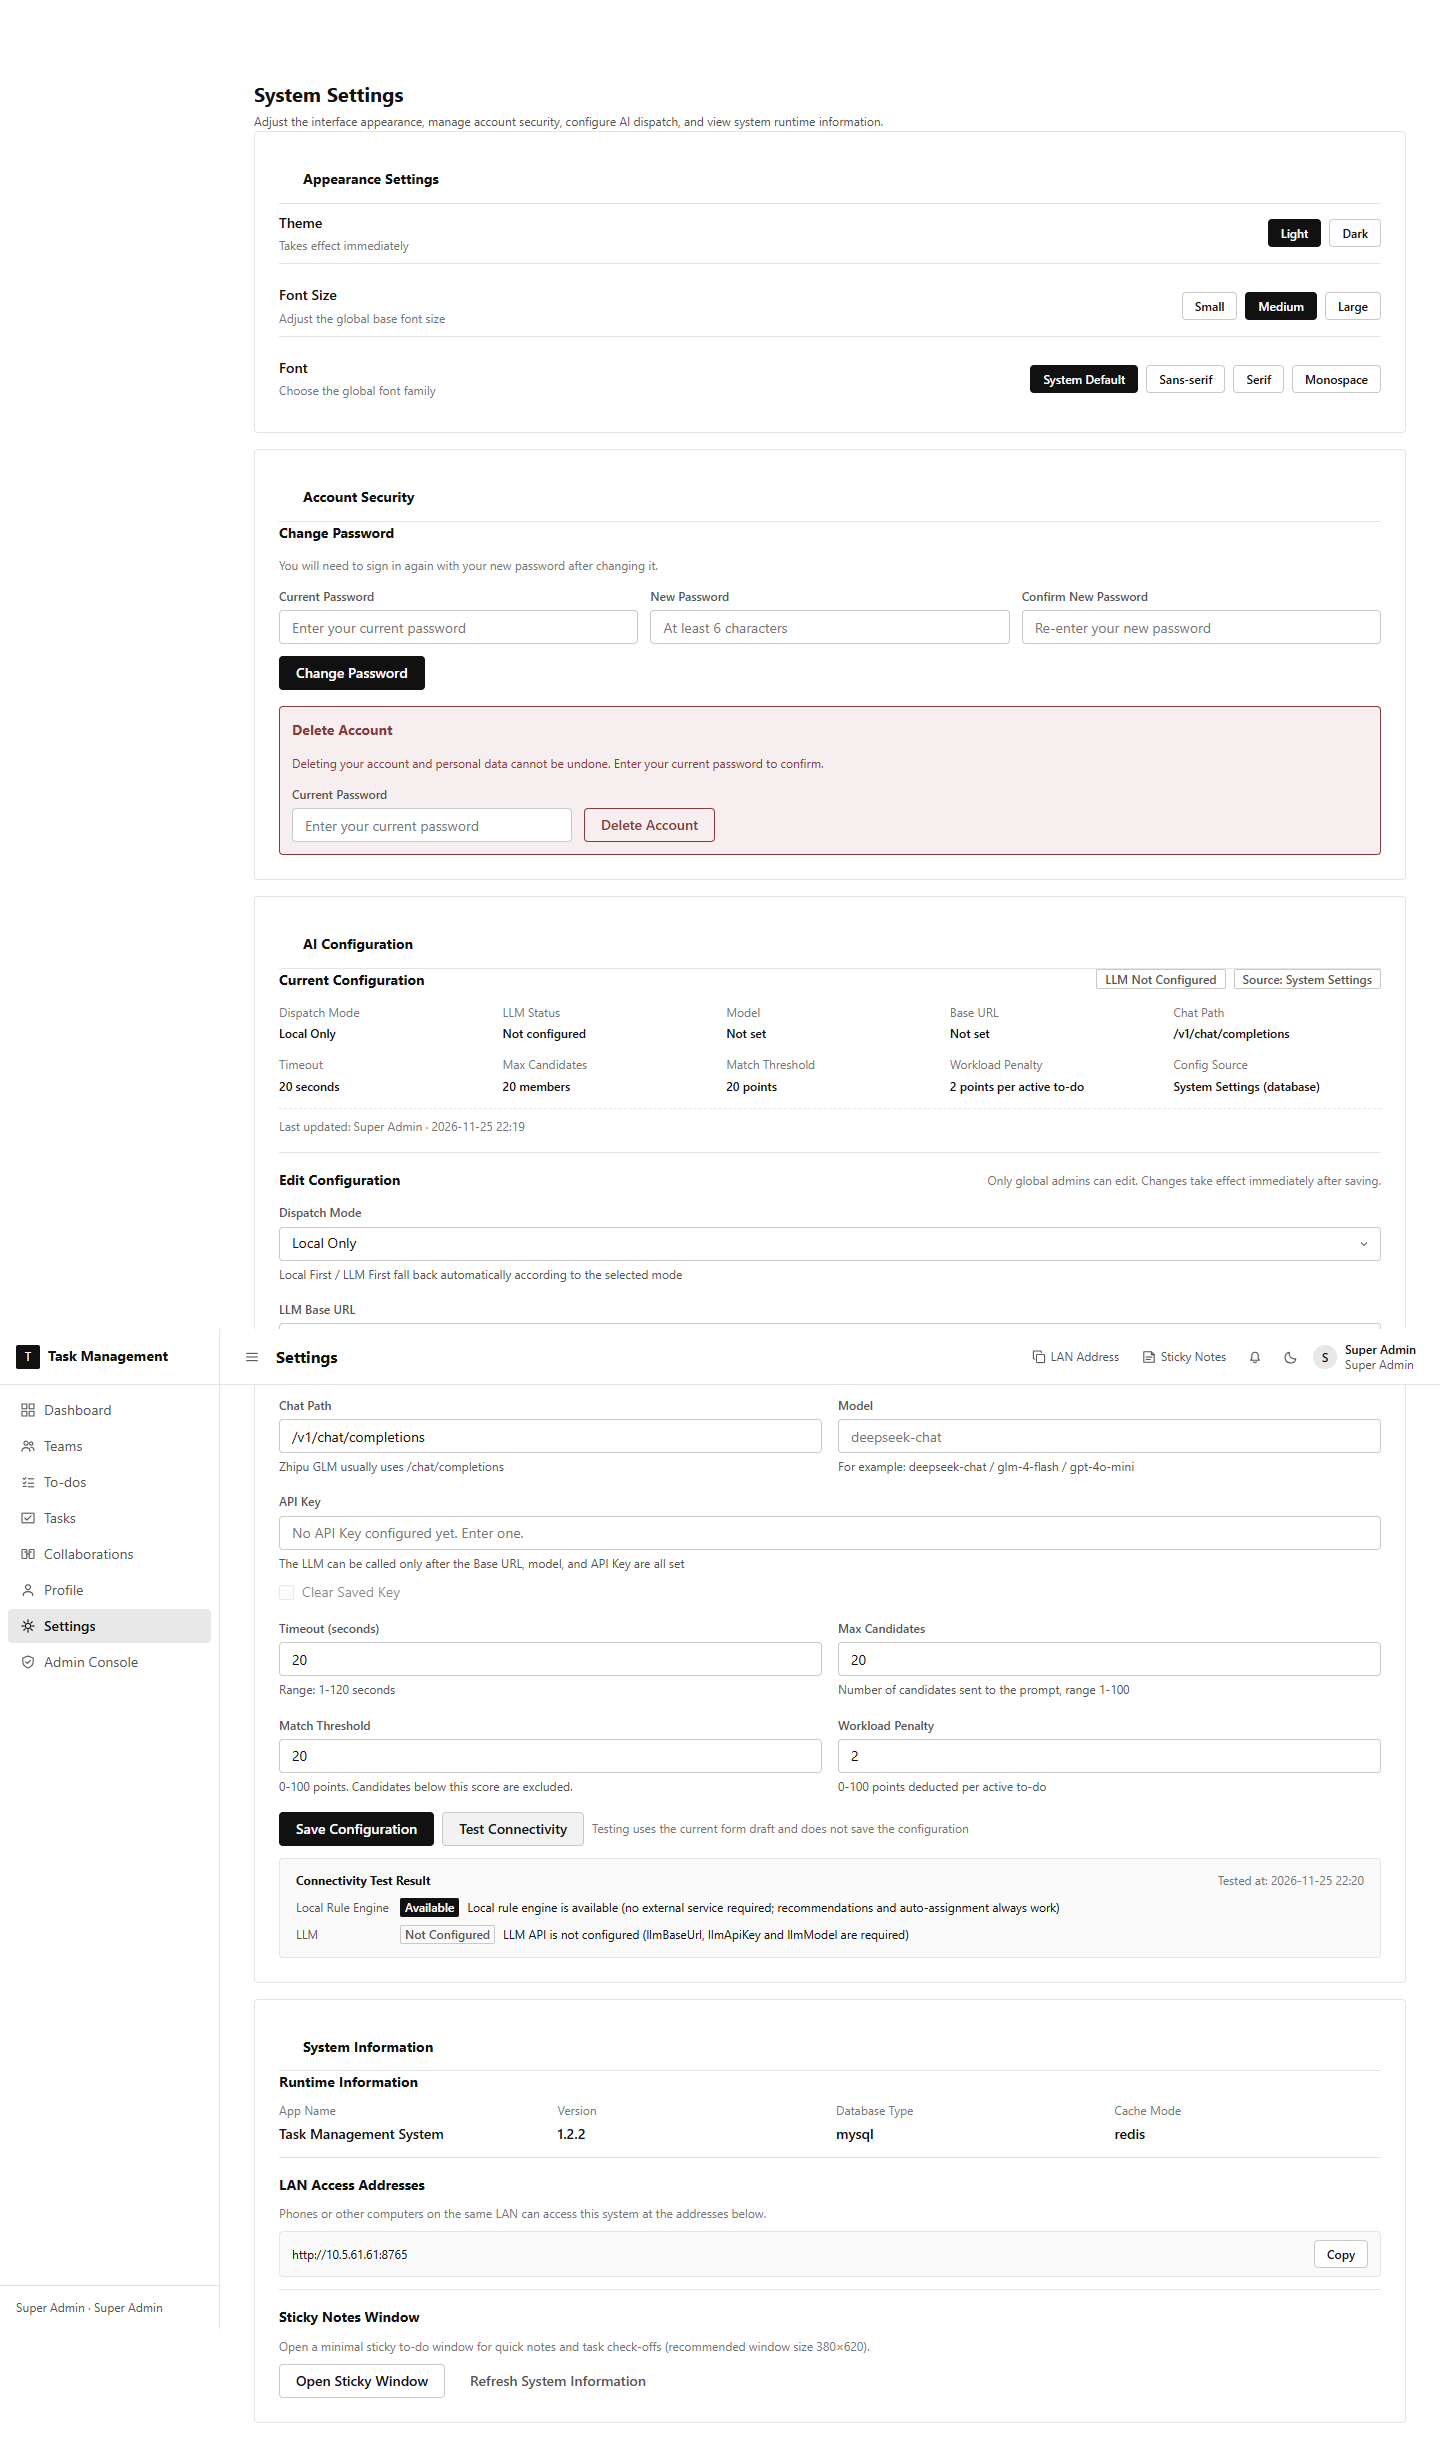 System Settings
Adjust the interface appearance, manage account security, configure AI dispatch, and view system runtime information.
Appearance Settings
Theme
Takes effect immediately
Light
Dark
Font Size
Adjust the global base font size
Small
Medium
Large
Font
Choose the global font family
System Default
Sans-serif
Serif
Monospace
Account Security
Change Password
You will need to sign in again with your new password after changing it.
Current Password
New Password
Confirm New Password
Enter your current password
At least 6 characters
Re-enter your new password
Change Password
Delete Account
Deleting your account and personal data cannot be undone. Enter your current password to confirm.
Current Password
Enter your current password
Delete Account
AI Configuration
Current Configuration
LLM Not Configured
Source: System Settings
Dispatch Mode
LLM Status
Model
Base URL
Chat Path
Local Only
Not configured
Not set
Not set
/v1/chat/completions
Timeout
Max Candidates
Match Threshold
Workload Penalty
Config Source
20 seconds
20 members
20 points
2 points per active to-do
System Settings (database)
Last updated: Super Admin · 2026-11-25 22:19
Edit Configuration
Only global admins can edit. Changes take effect immediately after saving.
Dispatch Mode
Local Only
Local First / LLM First fall back automatically according to the selected mode
LLM Base URL
T
Task Management
Settings
LAN Address
Sticky Notes
S
Super Admin
Super Admin
Dashboard
Teams
To-dos
Tasks
Collaborations
Profile
Settings
Admin Console
Super Admin · Super Admin
Chat Path
Model
/v1/chat/completions
deepseek-chat
Zhipu GLM usually uses /chat/completions
For example: deepseek-chat / glm-4-flash / gpt-4o-mini
API Key
No API Key configured yet. Enter one.
The LLM can be called only after the Base URL, model, and API Key are all set
Clear Saved Key
Timeout (seconds)
Max Candidates
20
20
Range: 1-120 seconds
Number of candidates sent to the prompt, range 1-100
Match Threshold
Workload Penalty
20
2
0-100 points. Candidates below this score are excluded.
0-100 points deducted per active to-do
Save Configuration
Test Connectivity
Testing uses the current form draft and does not save the configuration
Connectivity Test Result
Tested at: 2026-11-25 22:20
Local Rule Engine
Available
Local rule engine is available (no external service required; recommendations and auto-assignment always work)
LLM
Not Configured
LLM API is not configured (llmBaseUrl, llmApiKey and llmModel are required)
System Information
Runtime Information
App Name
Version
Database Type
Cache Mode
Task Management System
1.2.2
mysql
redis
LAN Access Addresses
Phones or other computers on the same LAN can access this system at the addresses below.
http://10.5.61.61:8765
Copy
Sticky Notes Window
Open a minimal sticky to-do window for quick notes and task check-offs (recommended window size 380×620).
Open Sticky Window
Refresh System Information